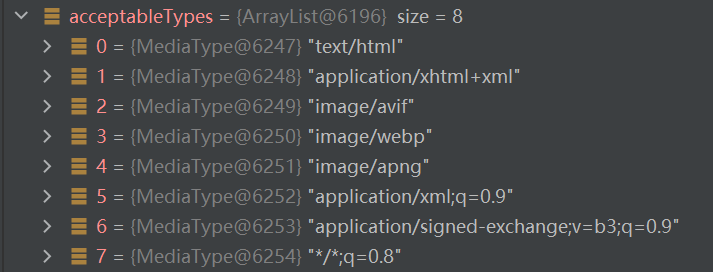 acceptableTypes = {ArrayList@6196} size = 8
0 = {MediaType@6247} "text/html"
1 = {MediaType@6248} "application/xhtml+xml"
2 = {MediaType@6249} "image/avif"
3 = {MediaType@6250} "image/webp"
4 = {MediaType@6251} "image/apng"
5 = {MediaType@6252} "application/xml;q=0.9"
6 = {MediaType@6253} "application/signed-exchange;v=b3;q=0.9"
7 = {MediaType@6254} "*/*;q=0.8"